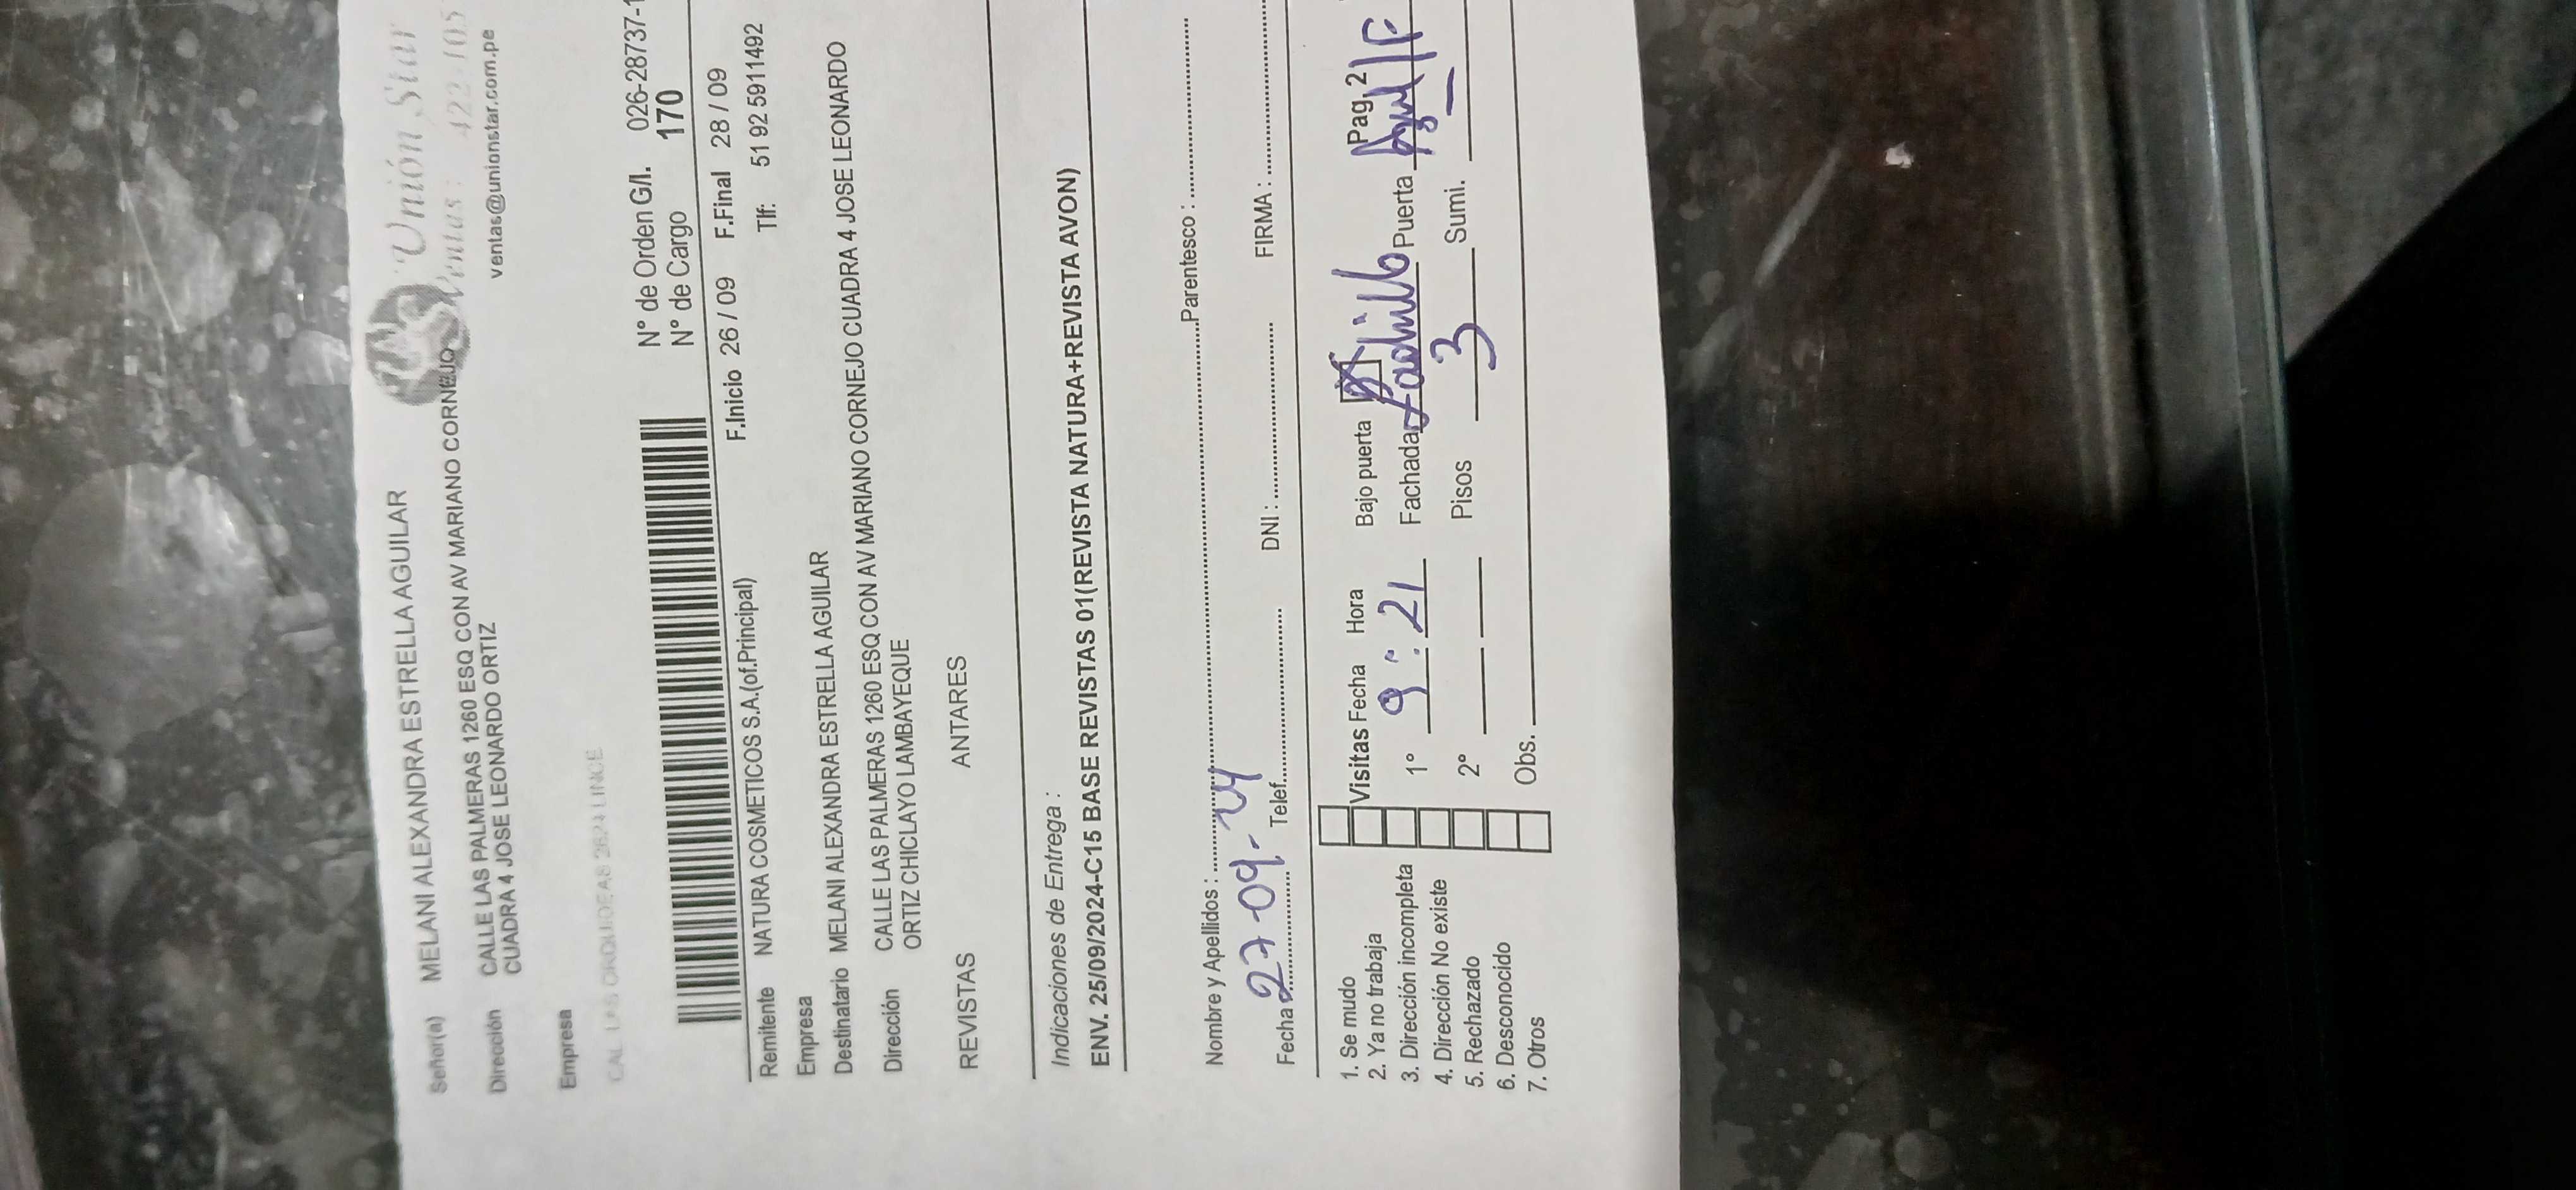 Unión Star
Ventas: 422-105
ventas@unionstar.com.pe
Señor(a) MELANI ALEXANDRA ESTRELLA AGUILAR
Dirección CALLE LAS PALMERAS 1260 ESQ CON AV MARIANO CORNEJO
CUADRA 4 JOSE LEONARDO ORTIZ
Empresa
N° de Orden G/I. 026-28737-1
N° de Cargo 170
F.Inicio 26 / 09 F.Final 28 / 09
Remitente NATURA COSMETICOS S.A.(of.Principal) Tlf: 51 92 5911492
Empresa
Destinatario MELANI ALEXANDRA ESTRELLA AGUILAR
Dirección CALLE LAS PALMERAS 1260 ESQ CON AV MARIANO CORNEJO CUADRA 4 JOSE LEONARDO
ORTIZ CHICLAYO LAMBAYEQUE
REVISTAS ANTARES
Indicaciones de Entrega :
ENV. 25/09/2024-C15 BASE REVISTAS 01(REVISTA NATURA+REVISTA AVON)
Nombre y Apellidos : Parentesco :
Fecha 27-09-24 Telef. DNI : FIRMA :
1. Se mudo
2. Ya no trabaja
3. Dirección incompleta
4. Dirección No existe
5. Rechazado
6. Desconocido
7. Otros
Visitas Fecha Hora Bajo puerta Pag, 2
1° 9:21 Fachada Ladrillo Puerta
2° Pisos 3 Sumi. —
Obs.